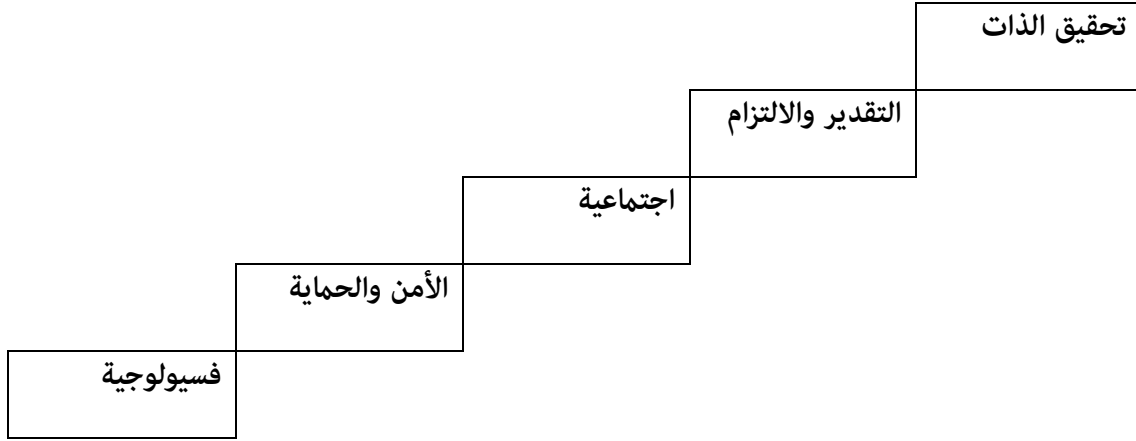 تحقيق الذات
التقدير والالتزام
اجتماعية
الأمن والحماية
فسيولوجية